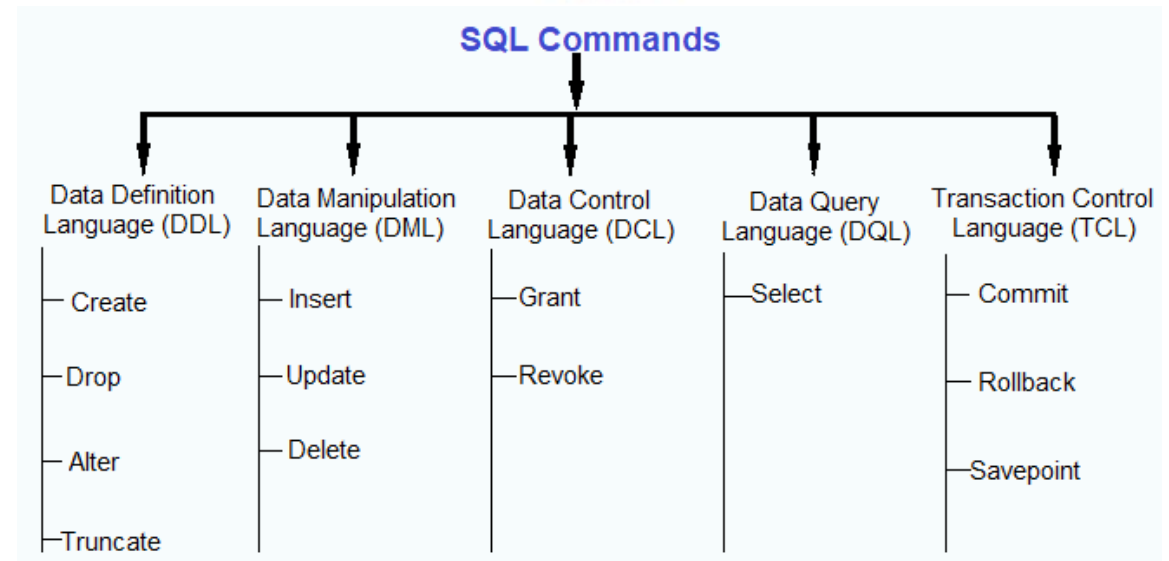 SQL Commands
Data Definition
Language (DDL)
Create
Drop
Alter
Truncate
Data Manipulation
Language (DML)
Insert
Update
Delete
Data Control
Language (DCL)
Grant
Revoke
Data Query
Language (DQL)
Select
Transaction Control
Language (TCL)
Commit
Rollback
Savepoint